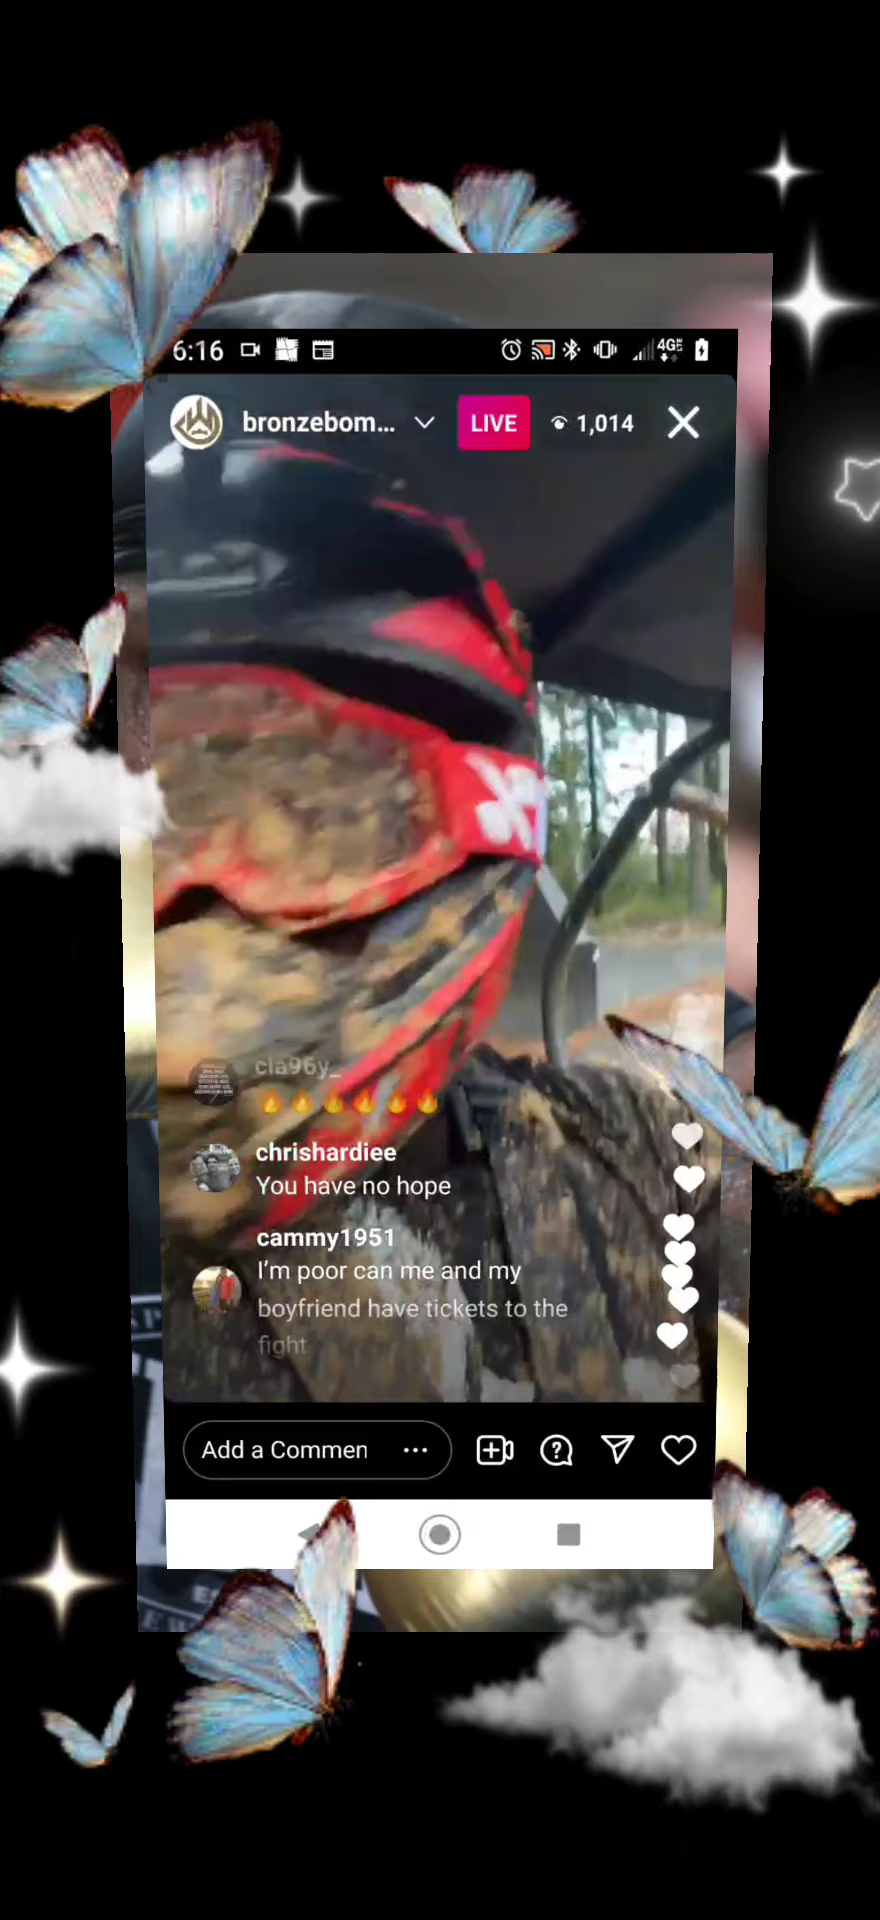 6:16
4G
bronzebom...
LIVE
1,014
cla96y_
🔥🔥🔥🔥🔥🔥
chrishardiee
You have no hope
cammy1951
I'm poor can me and my
boyfriend have tickets to the
fight
Add a Commen